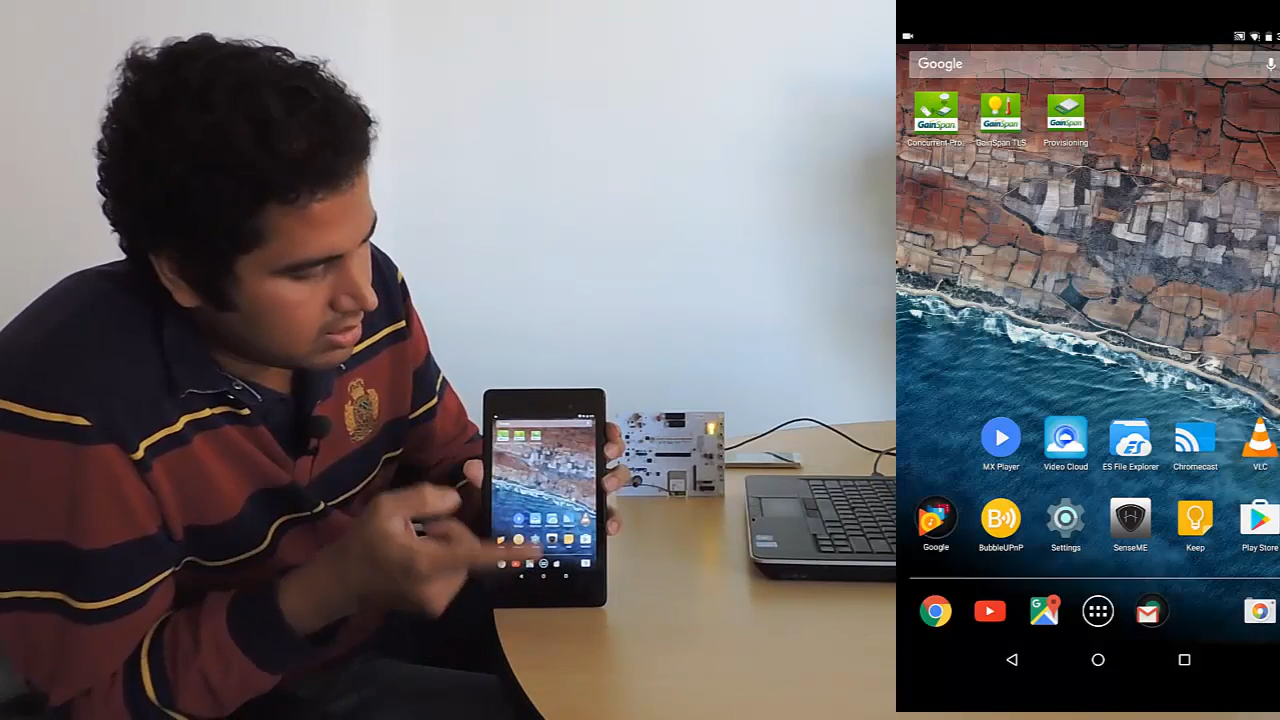 Google
GainSpan GainSpan GainSpan
Concurrent Pro.. GainSpan TLS Provisioning
MX Player Video Cloud ES File Explorer Chromecast VLC
Google BubbleUPnP Settings SenseME Keep Play Store